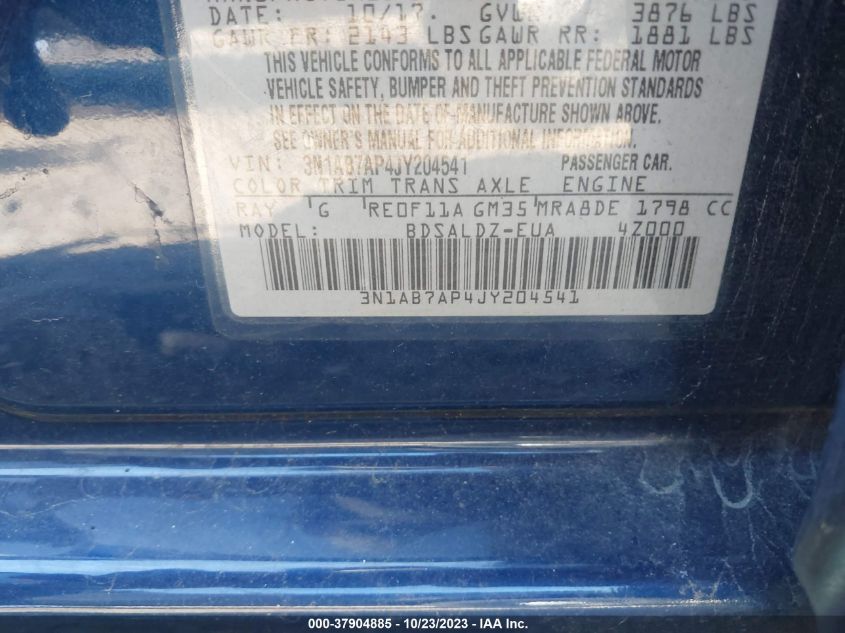 DATE: 10/17. GVWR 3876 LBS
GAWR FR: 2143 LBS GAWR RR: 1881 LBS
THIS VEHICLE CONFORMS TO ALL APPLICABLE FEDERAL MOTOR
VEHICLE SAFETY, BUMPER AND THEFT PREVENTION STANDARDS
IN EFFECT ON THE DATE OF MANUFACTURE SHOWN ABOVE.
SEE OWNER'S MANUAL FOR ADDITIONAL INFORMATION.
VIN: 3N1AB7AP4JY204541 PASSENGER CAR.
COLOR TRIM TRANS AXLE ENGINE
RAY G RE0F11A GM35 MRA8DE 1798 CC
MODEL: BDSALDZ-EUA 4Z000
3N1AB7AP4JY204541
000-37904885 - 10/23/2023 - IAA Inc.